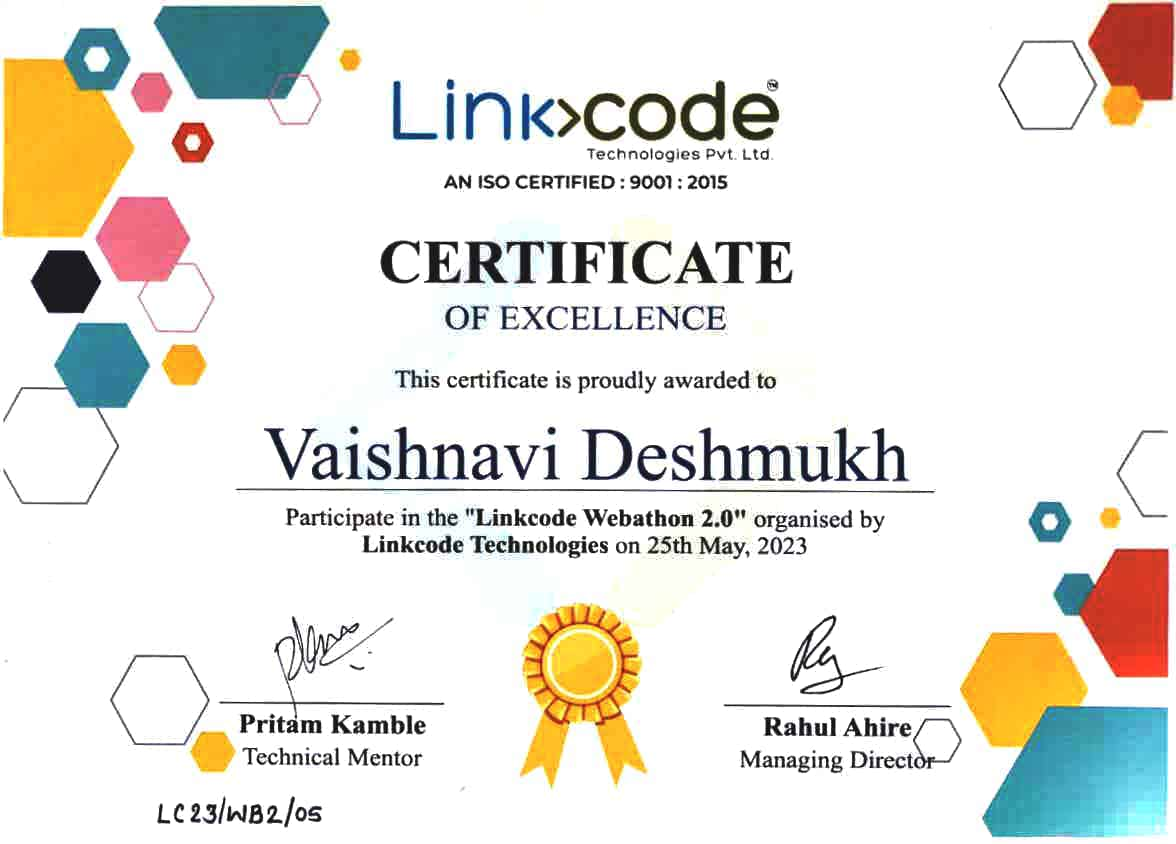 Link>code™
Technologies Pvt. Ltd.
AN ISO CERTIFIED : 9001 : 2015
CERTIFICATE
OF EXCELLENCE
This certificate is proudly awarded to
Vaishnavi Deshmukh
Participate in the "Linkcode Webathon 2.0" organised by
Linkcode Technologies on 25th May, 2023
Pritam Kamble
Technical Mentor
Rahul Ahire
Managing Director
LC23/WB2/05